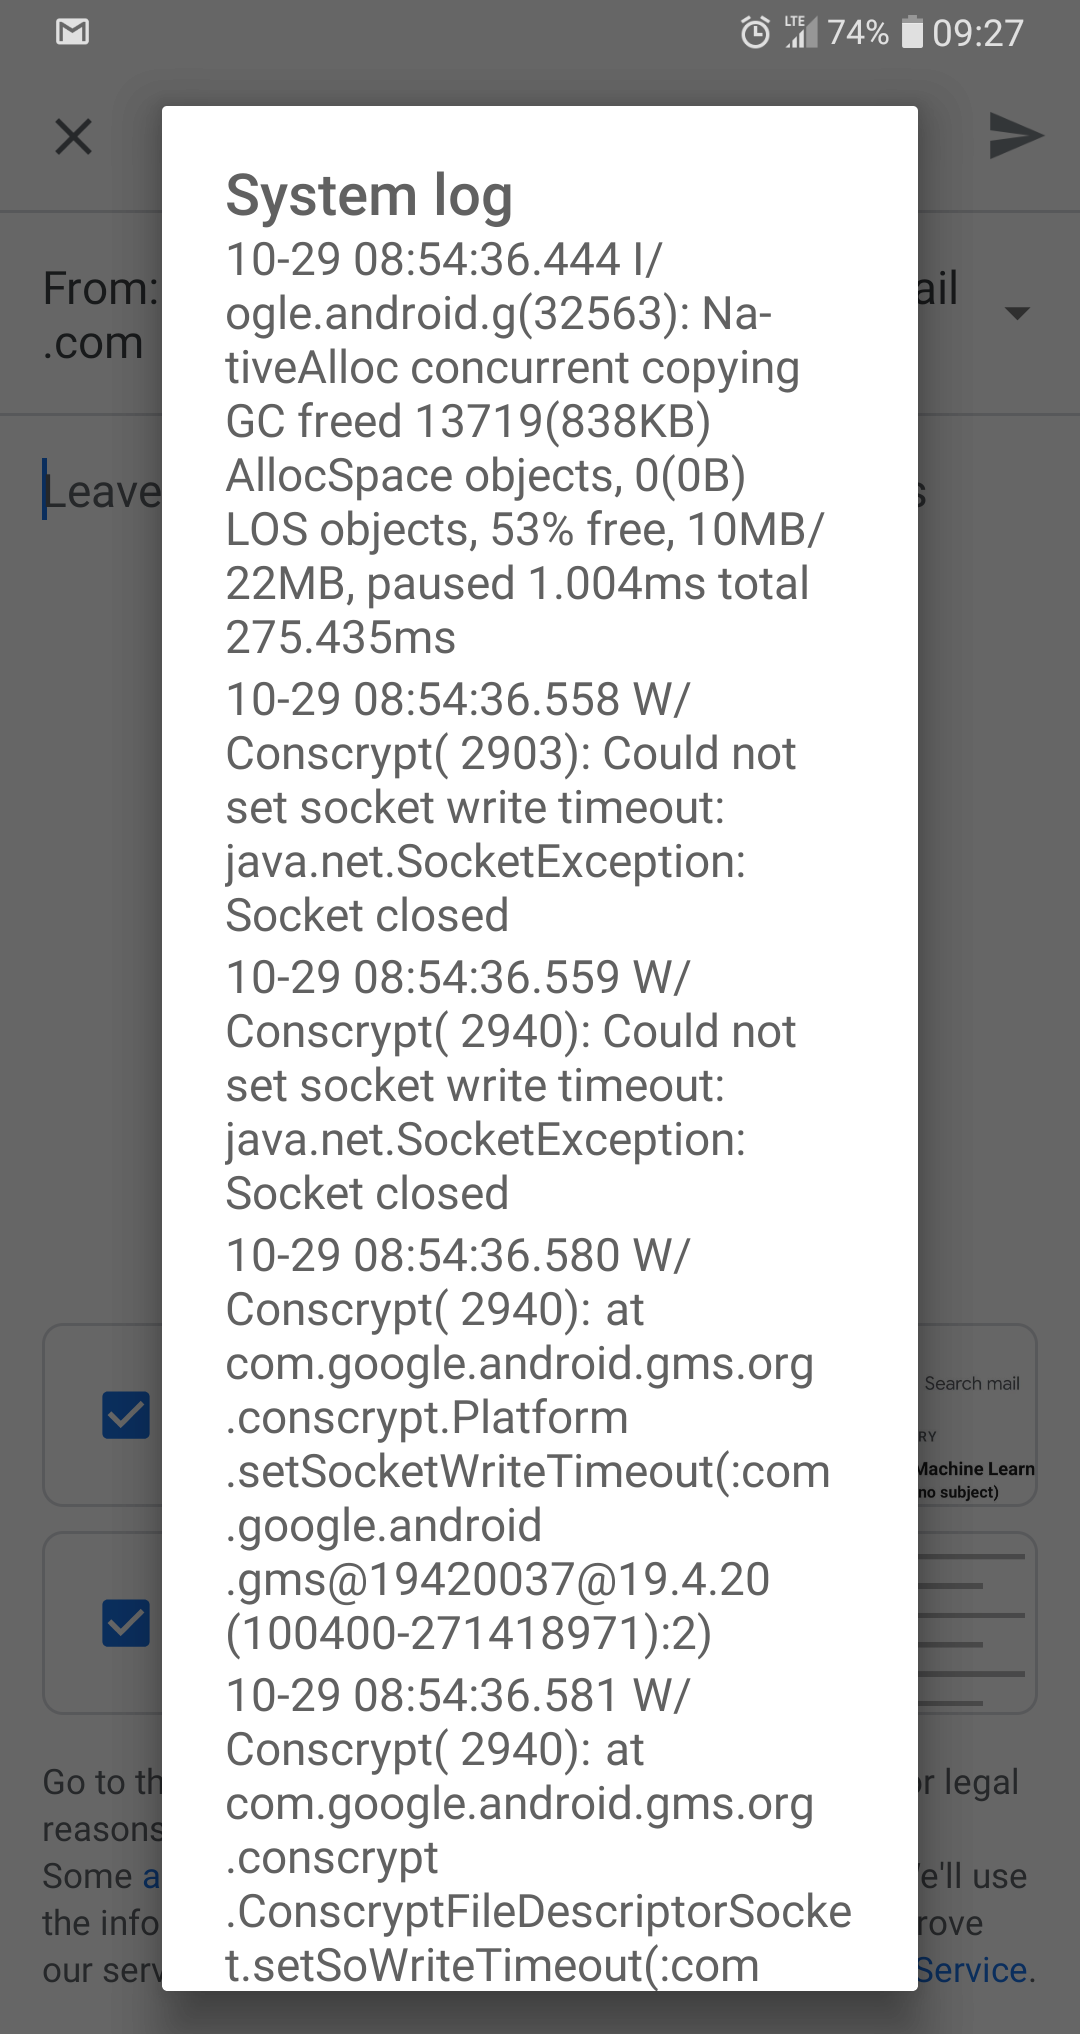 LTE 74% 09:27
System log
10-29 08:54:36.444 I/
ogle.android.g(32563): Na-
tiveAlloc concurrent copying
GC freed 13719(838KB)
AllocSpace objects, 0(0B)
LOS objects, 53% free, 10MB/
22MB, paused 1.004ms total
275.435ms
10-29 08:54:36.558 W/
Conscrypt( 2903): Could not
set socket write timeout:
java.net.SocketException:
Socket closed
10-29 08:54:36.559 W/
Conscrypt( 2940): Could not
set socket write timeout:
java.net.SocketException:
Socket closed
10-29 08:54:36.580 W/
Conscrypt( 2940): at
com.google.android.gms.org
.conscrypt.Platform
.setSocketWriteTimeout(:com
.google.android
.gms@19420037@19.4.20
(100400-271418971):2)
10-29 08:54:36.581 W/
Conscrypt( 2940): at
com.google.android.gms.org
.conscrypt
.ConscryptFileDescriptorSocke
t.setSoWriteTimeout(:com
From: ail
.com
Leave s
Search mail
RY
Machine Learn
no subject)
Go to th r legal
reasons
Some a 'e'll use
the info rove
our serv Service.